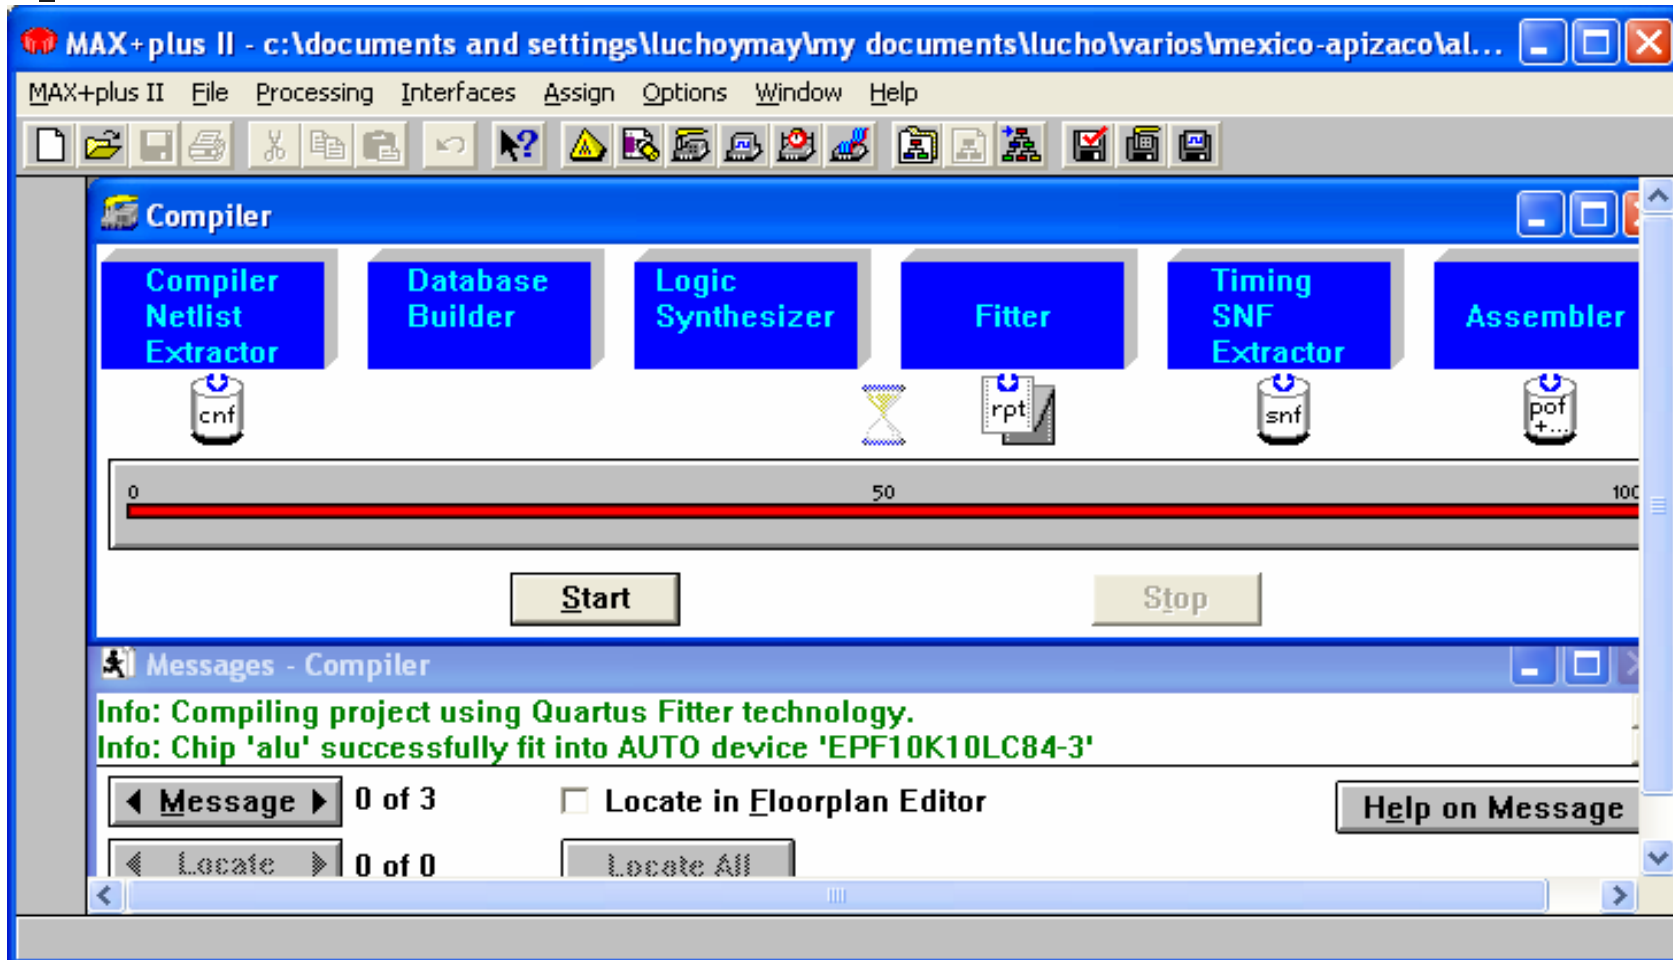 MAX+plus II - c:\documents and settings\luchoymay\my documents\lucho\varios\mexico-apizaco\al...
MAX+plus II File Processing Interfaces Assign Options Window Help
Compiler
Compiler
Netlist
Extractor
Database
Builder
Logic
Synthesizer
Fitter
Timing
SNF
Extractor
Assembler
cnf
rpt
snf
pof
+...
0 50 100
Start Stop
Messages - Compiler
Info: Compiling project using Quartus Fitter technology.
Info: Chip 'alu' successfully fit into AUTO device 'EPF10K10LC84-3'
Message 0 of 3 Locate in Floorplan Editor Help on Message
Locate 0 of 0 Locate All